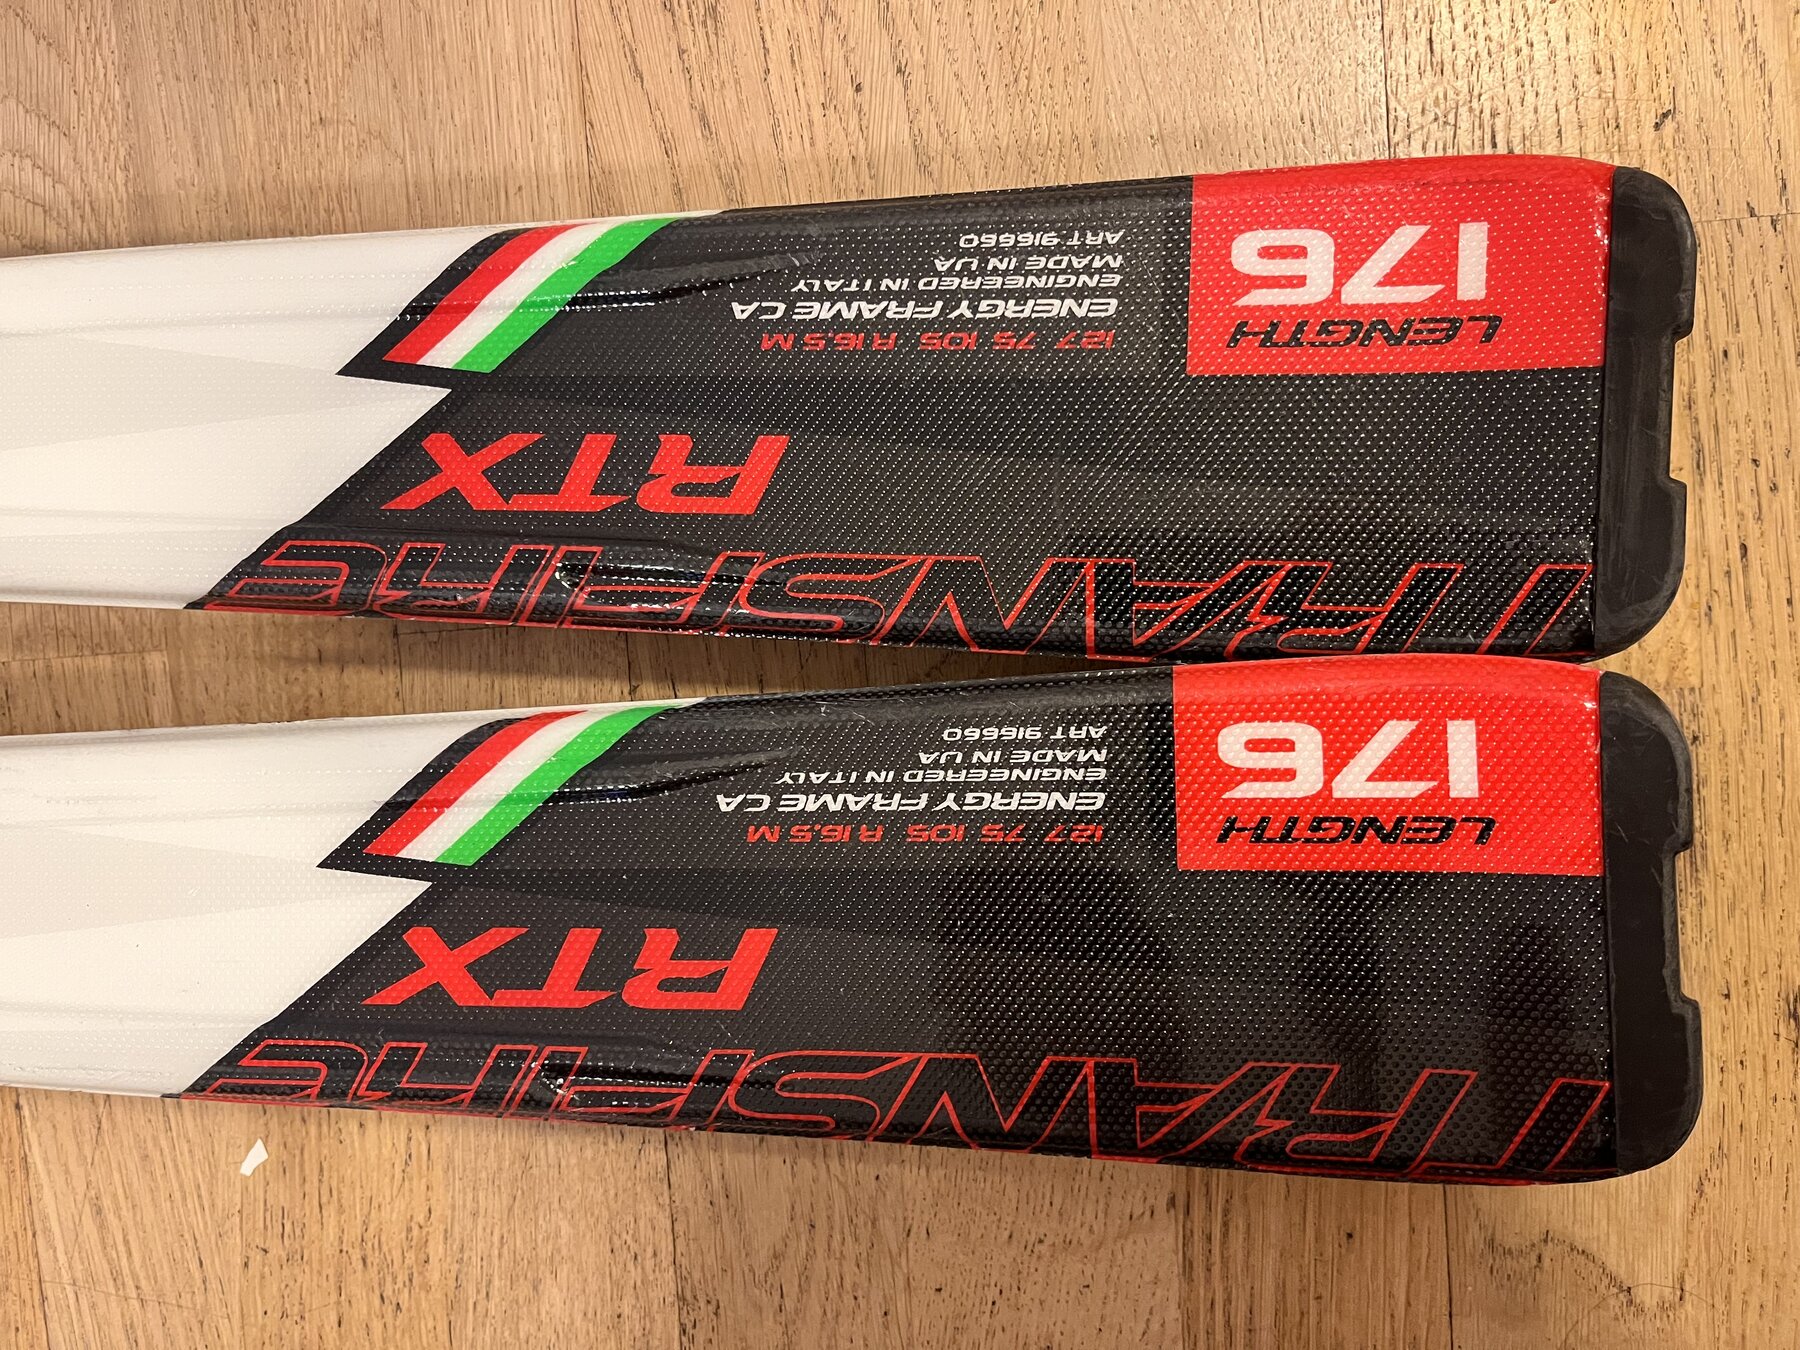 TRANSFIRE
RTX
LENGTH
176
127 75 105 R 16.5 M
ENERGY FRAME CA
ENGINEERED IN ITALY
MADE IN UA
ART 916660
TRANSFIRE
RTX
LENGTH
176
127 75 105 R 16.5 M
ENERGY FRAME CA
ENGINEERED IN ITALY
MADE IN UA
ART 916660